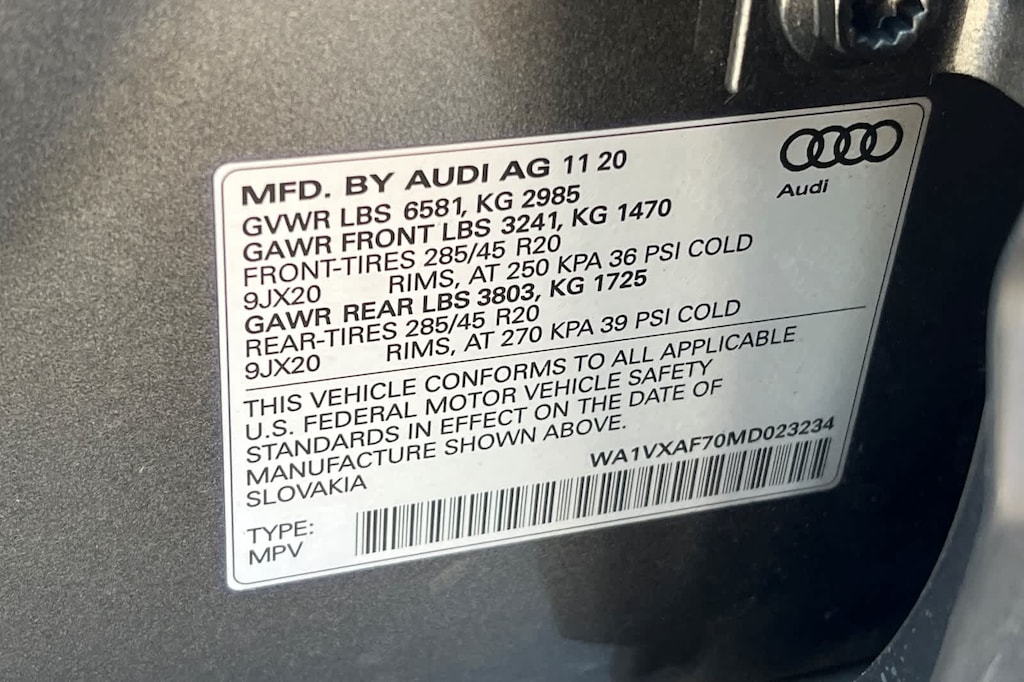 MFD. BY AUDI AG 11 20
GVWR LBS 6581, KG 2985
GAWR FRONT LBS 3241, KG 1470
FRONT-TIRES 285/45 R20
9JX20 RIMS, AT 250 KPA 36 PSI COLD
GAWR REAR LBS 3803, KG 1725
REAR-TIRES 285/45 R20
9JX20 RIMS, AT 270 KPA 39 PSI COLD
Audi
THIS VEHICLE CONFORMS TO ALL APPLICABLE
U.S. FEDERAL MOTOR VEHICLE SAFETY
STANDARDS IN EFFECT ON THE DATE OF
MANUFACTURE SHOWN ABOVE.
SLOVAKIA
WA1VXAF70MD023234
TYPE:
MPV